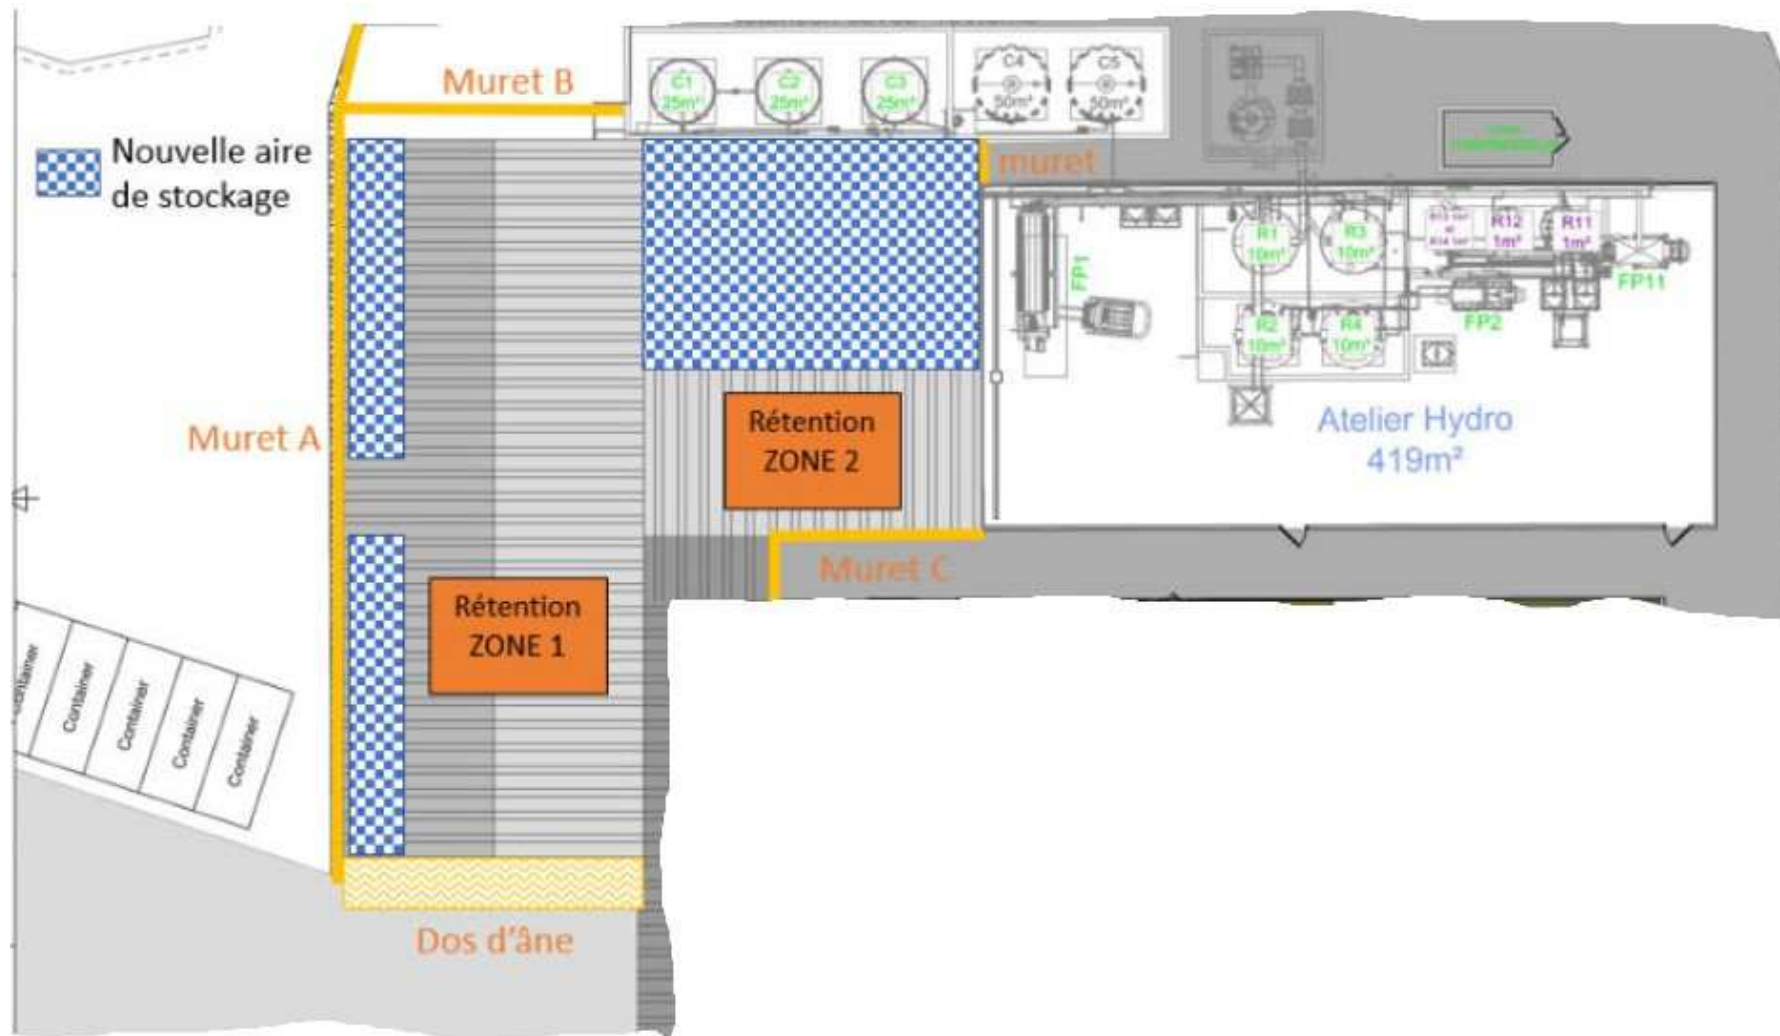 Muret B
C1
25m³
C2
25m³
C3
25m³
C4
50m³
C5
50m³
Nouvelle aire
de stockage
muret
R1
10m³
R3
10m³
R12
1m³
R11
1m³
FP1
FP11
FP2
R2
10m³
R4
10m³
Muret A
Rétention
ZONE 2
Atelier Hydro
419m²
Muret C
Rétention
ZONE 1
Container
Container
Container
Container
Container
Dos d'âne